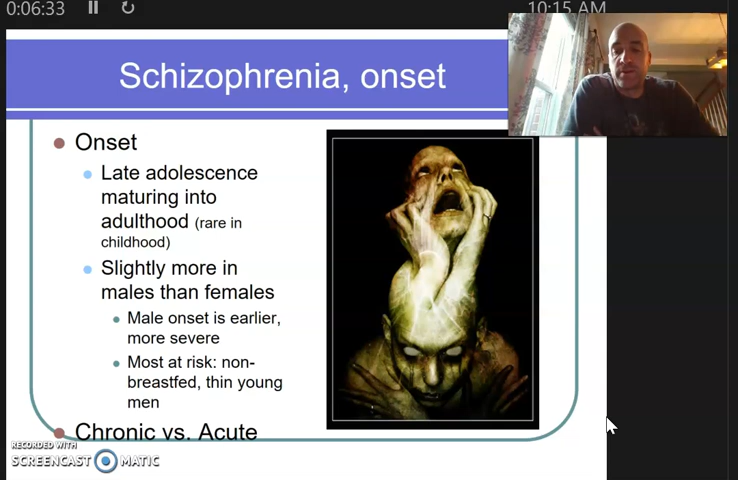 0:06:33
10:15 AM
Schizophrenia, onset
Onset
Late adolescence
maturing into
adulthood (rare in
childhood)
Slightly more in
males than females
Male onset is earlier,
more severe
Most at risk: non-
breastfed, thin young
men
Chronic vs. Acute
RECORDED WITH
SCREENCAST MATIC